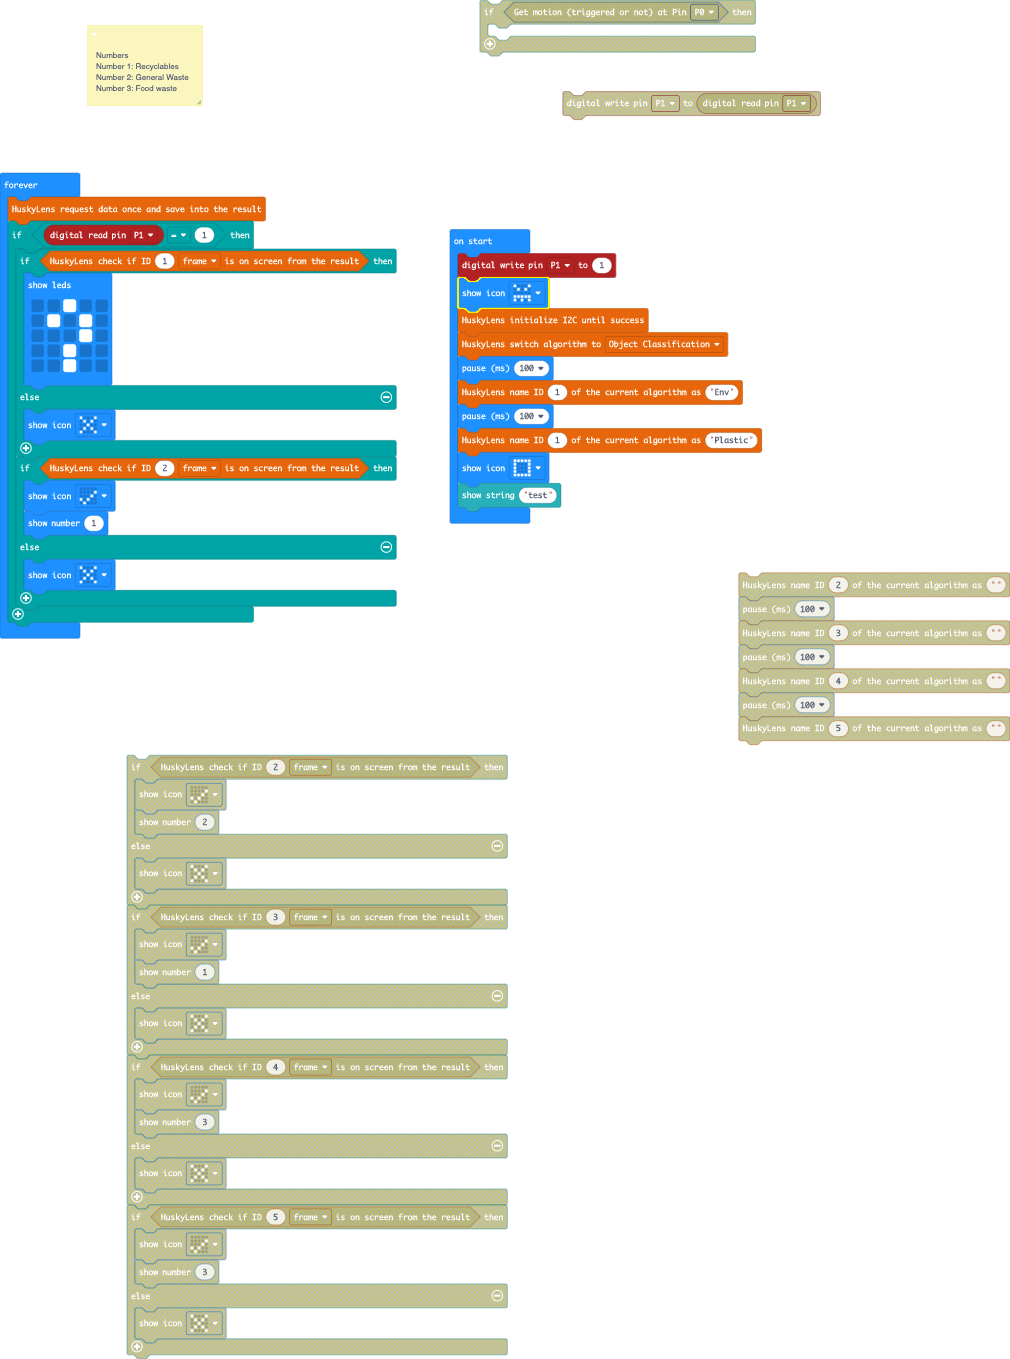 if Get motion (triggered or not) at Pin P0 then
Numbers
Number 1: Recyclables
Number 2: General Waste
Number 3: Food waste
digital write pin P1 to digital read pin P1
forever
HuskyLens request data once and save into the result
if digital read pin P1 = 1 then
if HuskyLens check if ID 1 frame is on screen from the result then
show leds
else
show icon
if HuskyLens check if ID 2 frame is on screen from the result then
show icon
show number 1
else
show icon
on start
digital write pin P1 to 1
show icon
HuskyLens initialize I2C until success
HuskyLens switch algorithm to Object Classification
pause (ms) 100
HuskyLens name ID 1 of the current algorithm as "Env"
pause (ms) 100
HuskyLens name ID 1 of the current algorithm as "Plastic"
show icon
show string "test"
HuskyLens name ID 2 of the current algorithm as ""
pause (ms) 100
HuskyLens name ID 3 of the current algorithm as ""
pause (ms) 100
HuskyLens name ID 4 of the current algorithm as ""
pause (ms) 100
HuskyLens name ID 5 of the current algorithm as ""
if HuskyLens check if ID 2 frame is on screen from the result then
show icon
show number 2
else
show icon
if HuskyLens check if ID 3 frame is on screen from the result then
show icon
show number 1
else
show icon
if HuskyLens check if ID 4 frame is on screen from the result then
show icon
show number 3
else
show icon
if HuskyLens check if ID 5 frame is on screen from the result then
show icon
show number 3
else
show icon